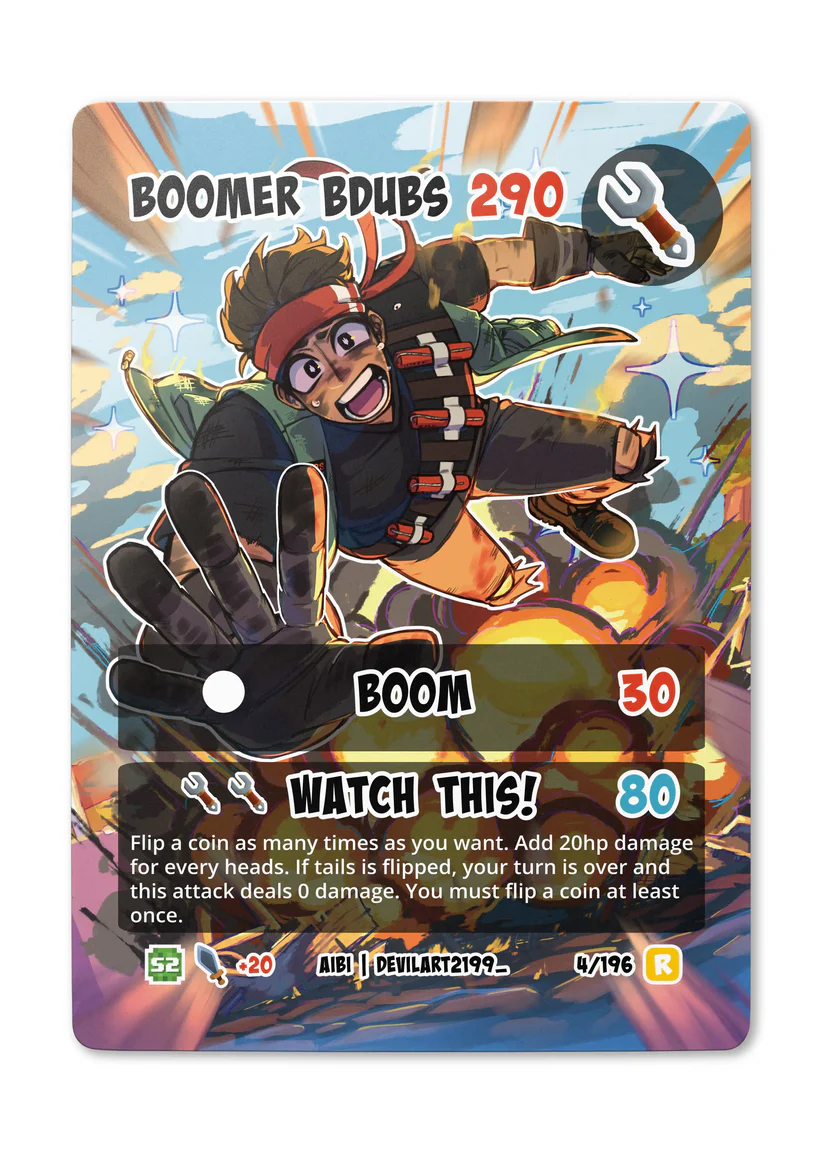 BOOMER BDUBS 290
BOOM 30
WATCH THIS! 80
Flip a coin as many times as you want. Add 20hp damage
for every heads. If tails is flipped, your turn is over and
this attack deals 0 damage. You must flip a coin at least
once.
S2 +20 AIBI | DEVILART2199_ 4/196 R